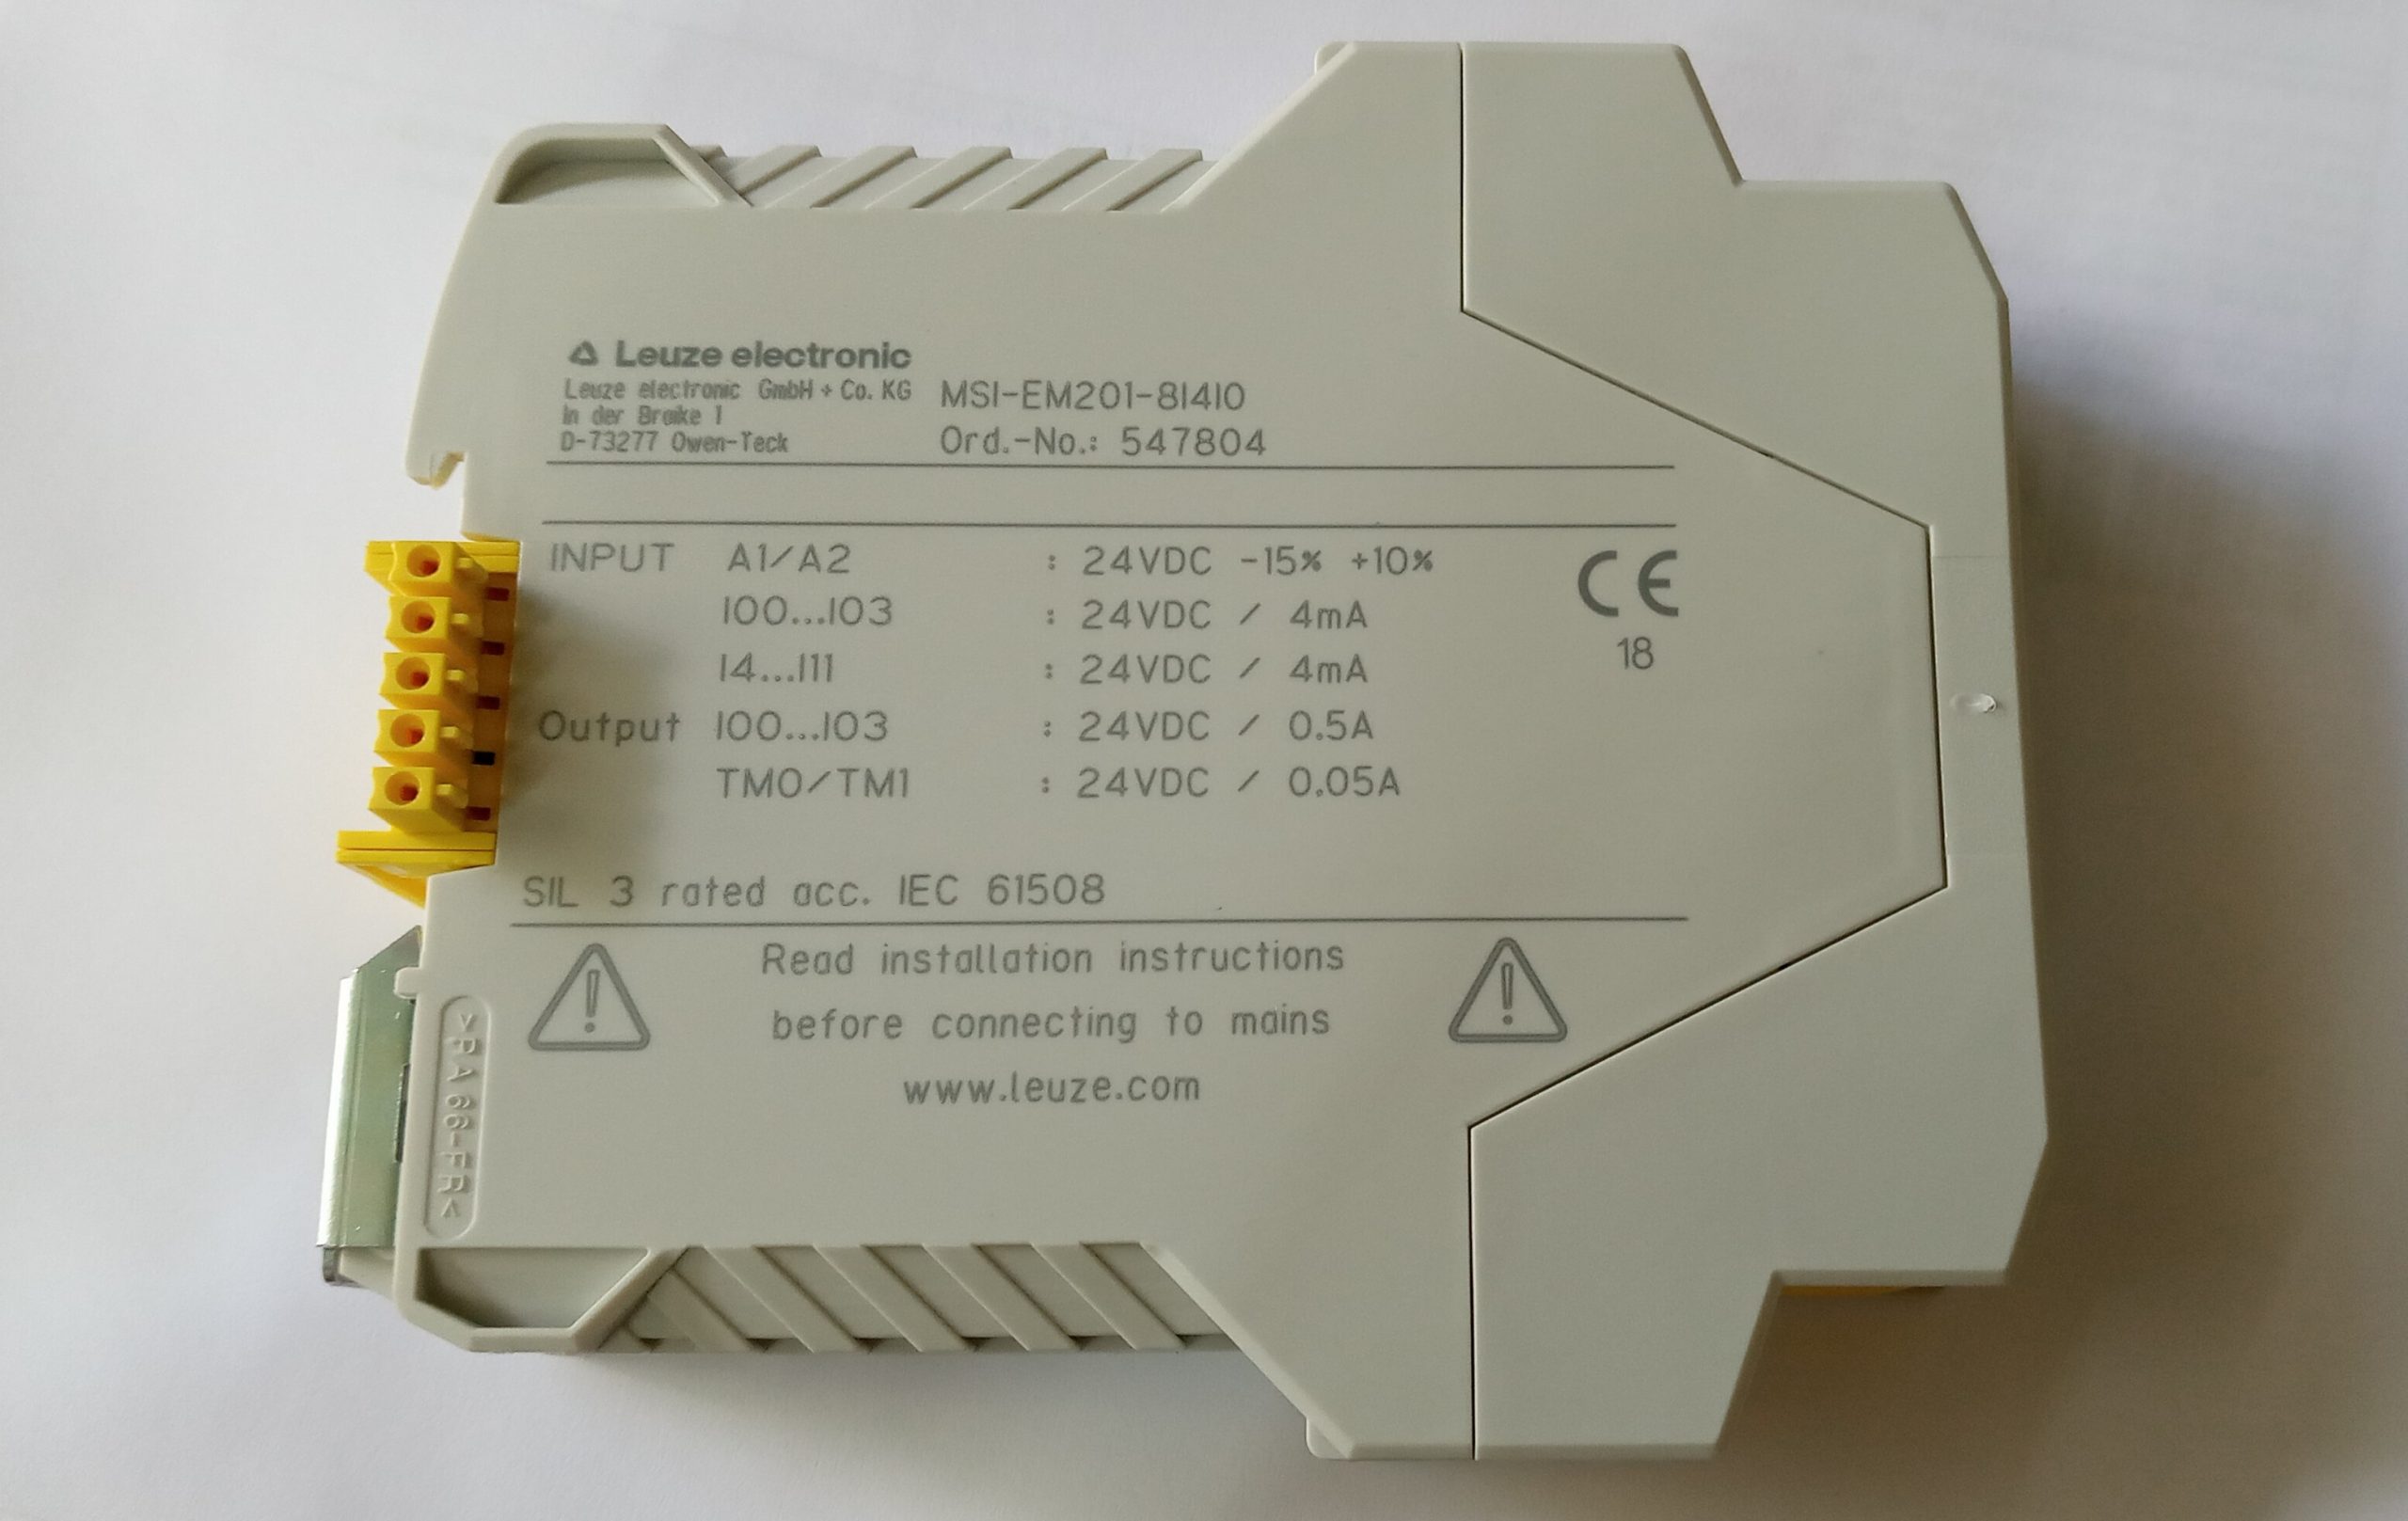 Leuze electronic
Leuze electronic GmbH + Co. KG
In der Braike 1
D-73277 Owen-Teck
MSI-EM201-8I4IO
Ord.-No.: 547804
INPUT A1/A2 : 24VDC -15% +10%
IO0...IO3 : 24VDC / 4mA
I4...I11 : 24VDC / 4mA
Output IO0...IO3 : 24VDC / 0.5A
TM0/TM1 : 24VDC / 0.05A
CE
18
SIL 3 rated acc. IEC 61508
Read installation instructions
before connecting to mains
www.leuze.com
>PA 66-FR<